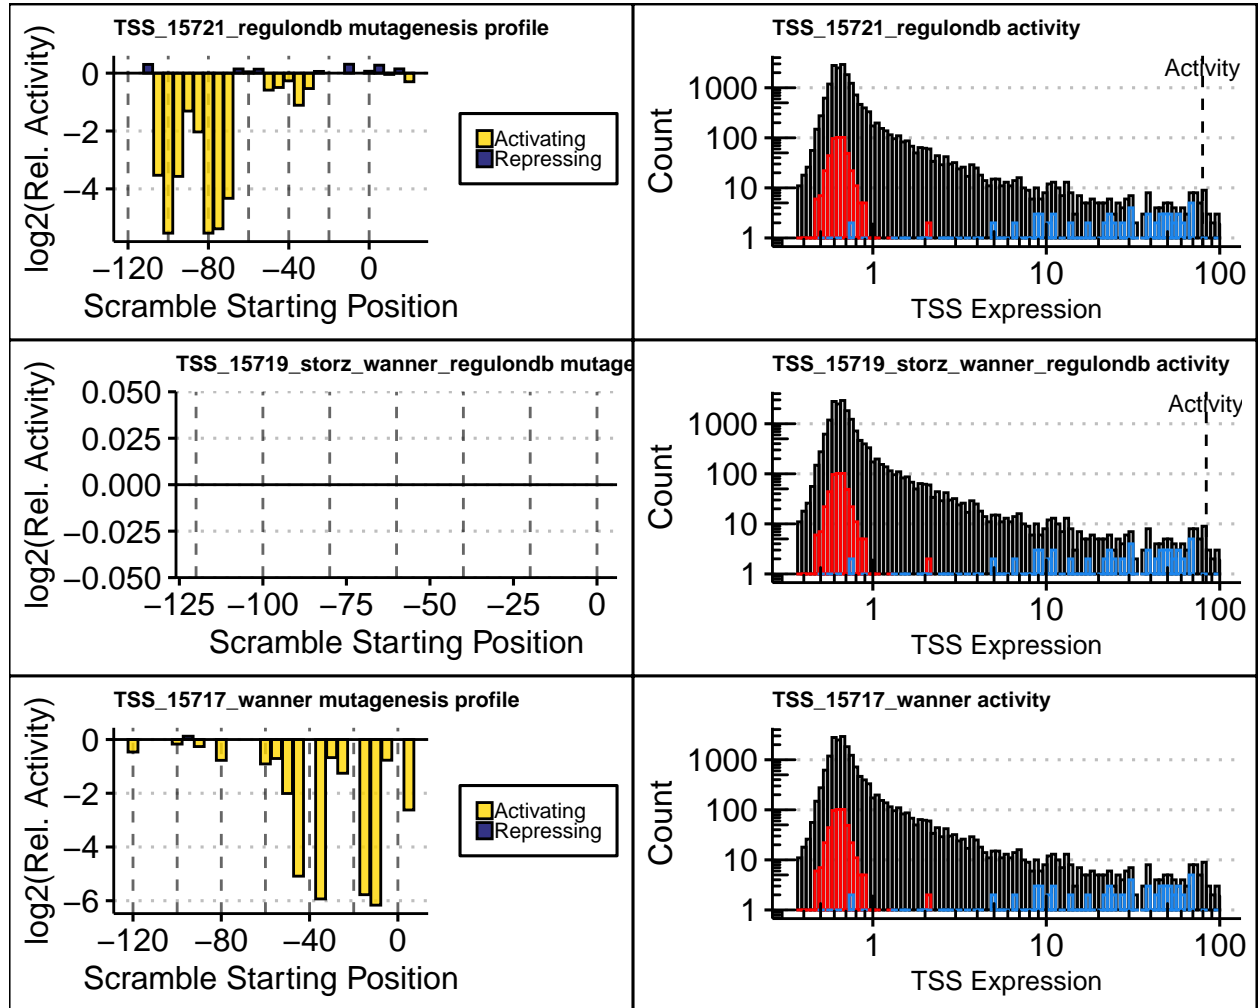 TSS_15721_regulondb mutagenesis profile
log2(Rel. Activity)
0
−2
−4
−120
−80
−40
0
Scramble Starting Position
Activating
Repressing
TSS_15721_regulondb activity
Activity
Count
1000
100
10
1
1
10
100
TSS Expression
TSS_15719_storz_wanner_regulondb mutage
log2(Rel. Activity)
0.050
0.025
0.000
−0.025
−0.050
−125
−100
−75
−50
−25
0
Scramble Starting Position
TSS_15719_storz_wanner_regulondb activity
Activity
Count
1000
100
10
1
1
10
100
TSS Expression
TSS_15717_wanner mutagenesis profile
log2(Rel. Activity)
0
−2
−4
−6
−120
−80
−40
0
Scramble Starting Position
Activating
Repressing
TSS_15717_wanner activity
Count
1000
100
10
1
1
10
100
TSS Expression